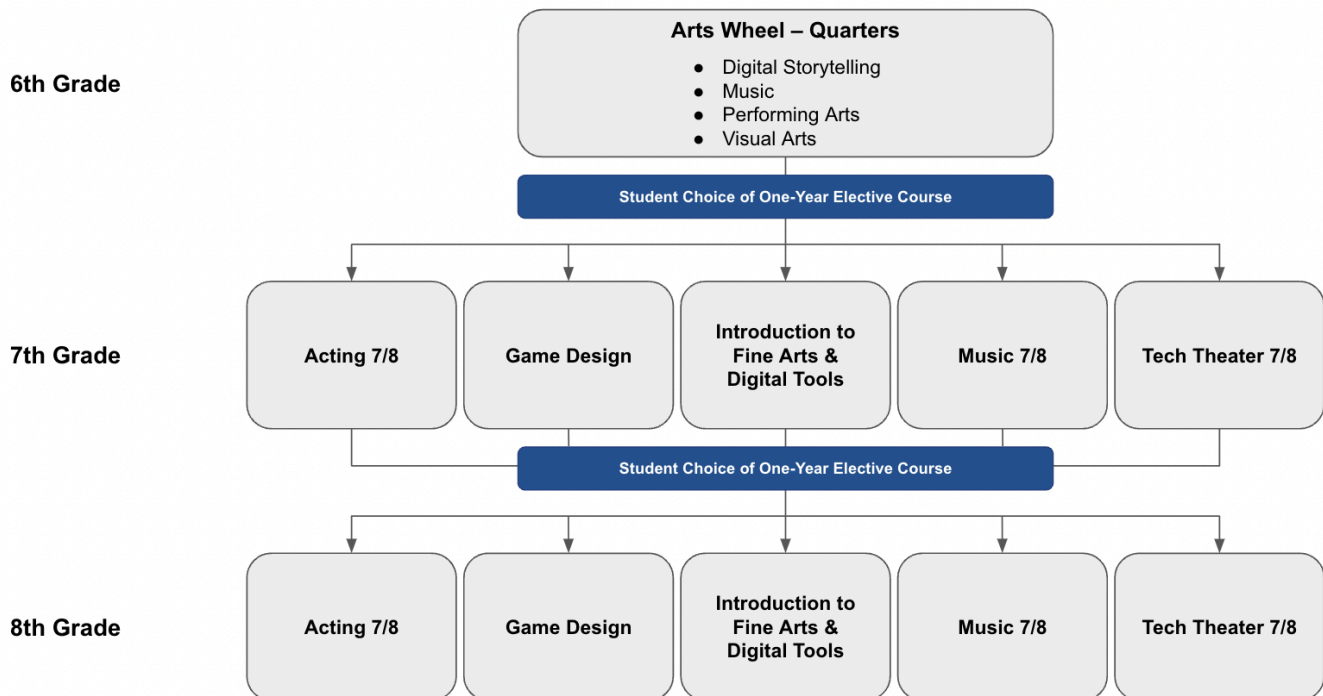 Arts Wheel – Quarters
6th Grade
● Digital Storytelling
● Music
● Performing Arts
● Visual Arts
Student Choice of One-Year Elective Course
7th Grade
Acting 7/8
Game Design
Introduction to
Fine Arts &
Digital Tools
Music 7/8
Tech Theater 7/8
Student Choice of One-Year Elective Course
8th Grade
Acting 7/8
Game Design
Introduction to
Fine Arts &
Digital Tools
Music 7/8
Tech Theater 7/8